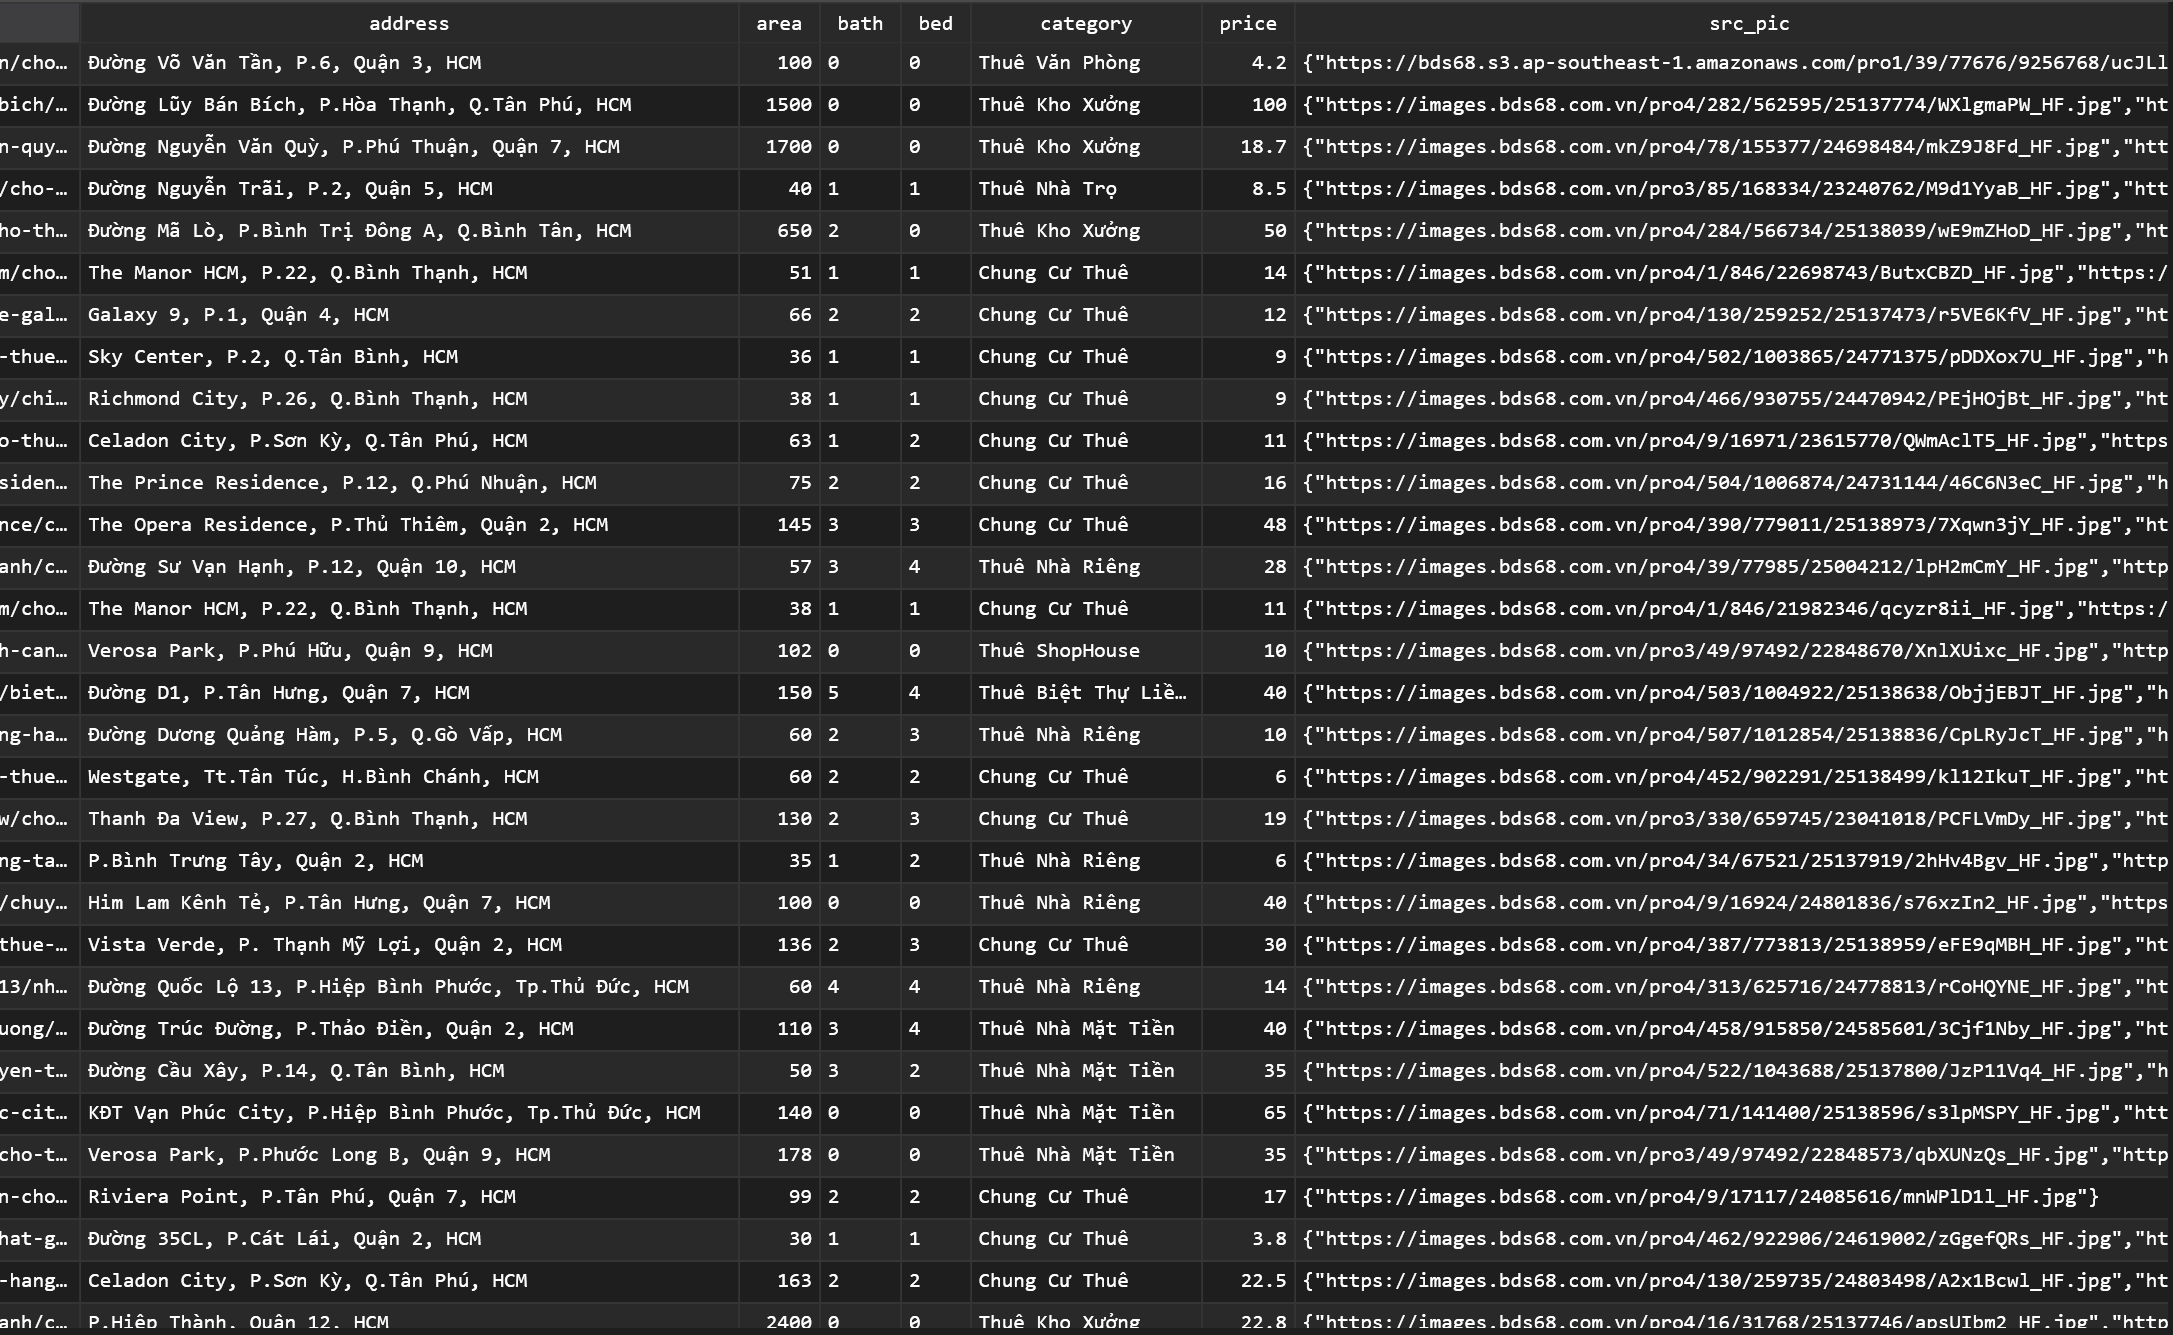 address area bath bed category price src_pic
n/cho… Đường Võ Văn Tần, P.6, Quận 3, HCM 100 0 0 Thuê Văn Phòng 4.2 {"https://bds68.s3.ap-southeast-1.amazonaws.com/pro1/39/77676/9256768/ucJLl
bich/… Đường Lũy Bán Bích, P.Hòa Thạnh, Q.Tân Phú, HCM 1500 0 0 Thuê Kho Xưởng 100 {"https://images.bds68.com.vn/pro4/282/562595/25137774/WXlgmaPW_HF.jpg","ht
n-quy… Đường Nguyễn Văn Quỳ, P.Phú Thuận, Quận 7, HCM 1700 0 0 Thuê Kho Xưởng 18.7 {"https://images.bds68.com.vn/pro4/78/155377/24698484/mkZ9J8Fd_HF.jpg","htt
/cho-… Đường Nguyễn Trãi, P.2, Quận 5, HCM 40 1 1 Thuê Nhà Trọ 8.5 {"https://images.bds68.com.vn/pro3/85/168334/23240762/M9d1YyaB_HF.jpg","htt
ho-th… Đường Mã Lò, P.Bình Trị Đông A, Q.Bình Tân, HCM 650 2 0 Thuê Kho Xưởng 50 {"https://images.bds68.com.vn/pro4/284/566734/25138039/wE9mZHoD_HF.jpg","ht
m/cho… The Manor HCM, P.22, Q.Bình Thạnh, HCM 51 1 1 Chung Cư Thuê 14 {"https://images.bds68.com.vn/pro4/1/846/22698743/ButxCBZD_HF.jpg","https:/
e-gal… Galaxy 9, P.1, Quận 4, HCM 66 2 2 Chung Cư Thuê 12 {"https://images.bds68.com.vn/pro4/130/259252/25137473/r5VE6KfV_HF.jpg","ht
-thue… Sky Center, P.2, Q.Tân Bình, HCM 36 1 1 Chung Cư Thuê 9 {"https://images.bds68.com.vn/pro4/502/1003865/24771375/pDDXox7U_HF.jpg","h
y/chi… Richmond City, P.26, Q.Bình Thạnh, HCM 38 1 1 Chung Cư Thuê 9 {"https://images.bds68.com.vn/pro4/466/930755/24470942/PEjHOjBt_HF.jpg","ht
o-thu… Celadon City, P.Sơn Kỳ, Q.Tân Phú, HCM 63 1 2 Chung Cư Thuê 11 {"https://images.bds68.com.vn/pro4/9/16971/23615770/QWmAclT5_HF.jpg","https
siden… The Prince Residence, P.12, Q.Phú Nhuận, HCM 75 2 2 Chung Cư Thuê 16 {"https://images.bds68.com.vn/pro4/504/1006874/24731144/46C6N3eC_HF.jpg","h
nce/c… The Opera Residence, P.Thủ Thiêm, Quận 2, HCM 145 3 3 Chung Cư Thuê 48 {"https://images.bds68.com.vn/pro4/390/779011/25138973/7Xqwn3jY_HF.jpg","ht
anh/c… Đường Sư Vạn Hạnh, P.12, Quận 10, HCM 57 3 4 Thuê Nhà Riêng 28 {"https://images.bds68.com.vn/pro4/39/77985/25004212/lpH2mCmY_HF.jpg","http
m/cho… The Manor HCM, P.22, Q.Bình Thạnh, HCM 38 1 1 Chung Cư Thuê 11 {"https://images.bds68.com.vn/pro4/1/846/21982346/qcyzr8ii_HF.jpg","https:/
h-can… Verosa Park, P.Phú Hữu, Quận 9, HCM 102 0 0 Thuê ShopHouse 10 {"https://images.bds68.com.vn/pro3/49/97492/22848670/XnlXUixc_HF.jpg","http
/biet… Đường D1, P.Tân Hưng, Quận 7, HCM 150 5 4 Thuê Biệt Thự Liề… 40 {"https://images.bds68.com.vn/pro4/503/1004922/25138638/ObjjEBJT_HF.jpg","h
ng-ha… Đường Dương Quảng Hàm, P.5, Q.Gò Vấp, HCM 60 2 3 Thuê Nhà Riêng 10 {"https://images.bds68.com.vn/pro4/507/1012854/25138836/CpLRyJcT_HF.jpg","h
-thue… Westgate, Tt.Tân Túc, H.Bình Chánh, HCM 60 2 2 Chung Cư Thuê 6 {"https://images.bds68.com.vn/pro4/452/902291/25138499/kl12IkuT_HF.jpg","ht
w/cho… Thanh Đa View, P.27, Q.Bình Thạnh, HCM 130 2 3 Chung Cư Thuê 19 {"https://images.bds68.com.vn/pro3/330/659745/23041018/PCFLVmDy_HF.jpg","ht
ng-ta… P.Bình Trưng Tây, Quận 2, HCM 35 1 2 Thuê Nhà Riêng 6 {"https://images.bds68.com.vn/pro4/34/67521/25137919/2hHv4Bgv_HF.jpg","http
/chuy… Him Lam Kênh Tẻ, P.Tân Hưng, Quận 7, HCM 100 0 0 Thuê Nhà Riêng 40 {"https://images.bds68.com.vn/pro4/9/16924/24801836/s76xzIn2_HF.jpg","https
thue-… Vista Verde, P. Thạnh Mỹ Lợi, Quận 2, HCM 136 2 3 Chung Cư Thuê 30 {"https://images.bds68.com.vn/pro4/387/773813/25138959/eFE9qMBH_HF.jpg","ht
13/nh… Đường Quốc Lộ 13, P.Hiệp Bình Phước, Tp.Thủ Đức, HCM 60 4 4 Thuê Nhà Riêng 14 {"https://images.bds68.com.vn/pro4/313/625716/24778813/rCoHQYNE_HF.jpg","ht
uong/… Đường Trúc Đường, P.Thảo Điền, Quận 2, HCM 110 3 4 Thuê Nhà Mặt Tiền 40 {"https://images.bds68.com.vn/pro4/458/915850/24585601/3Cjf1Nby_HF.jpg","ht
yen-t… Đường Cầu Xây, P.14, Q.Tân Bình, HCM 50 3 2 Thuê Nhà Mặt Tiền 35 {"https://images.bds68.com.vn/pro4/522/1043688/25137800/JzP11Vq4_HF.jpg","h
c-cit… KĐT Vạn Phúc City, P.Hiệp Bình Phước, Tp.Thủ Đức, HCM 140 0 0 Thuê Nhà Mặt Tiền 65 {"https://images.bds68.com.vn/pro4/71/141400/25138596/s3lpMSPY_HF.jpg","htt
cho-t… Verosa Park, P.Phước Long B, Quận 9, HCM 178 0 0 Thuê Nhà Mặt Tiền 35 {"https://images.bds68.com.vn/pro3/49/97492/22848573/qbXUNzQs_HF.jpg","http
n-cho… Riviera Point, P.Tân Phú, Quận 7, HCM 99 2 2 Chung Cư Thuê 17 {"https://images.bds68.com.vn/pro4/9/17117/24085616/mnWPlD1l_HF.jpg"}
hat-g… Đường 35CL, P.Cát Lái, Quận 2, HCM 30 1 1 Chung Cư Thuê 3.8 {"https://images.bds68.com.vn/pro4/462/922906/24619002/zGgefQRs_HF.jpg","ht
-hang… Celadon City, P.Sơn Kỳ, Q.Tân Phú, HCM 163 2 2 Chung Cư Thuê 22.5 {"https://images.bds68.com.vn/pro4/130/259735/24803498/A2x1Bcwl_HF.jpg","ht
anh/c… P.Hiệp Thành, Quận 12, HCM 2400 0 0 Thuê Kho Xưởng 22.8 {"https://images.bds68.com.vn/pro4/16/31768/25137746/apsUIbm2_HF.jpg","http